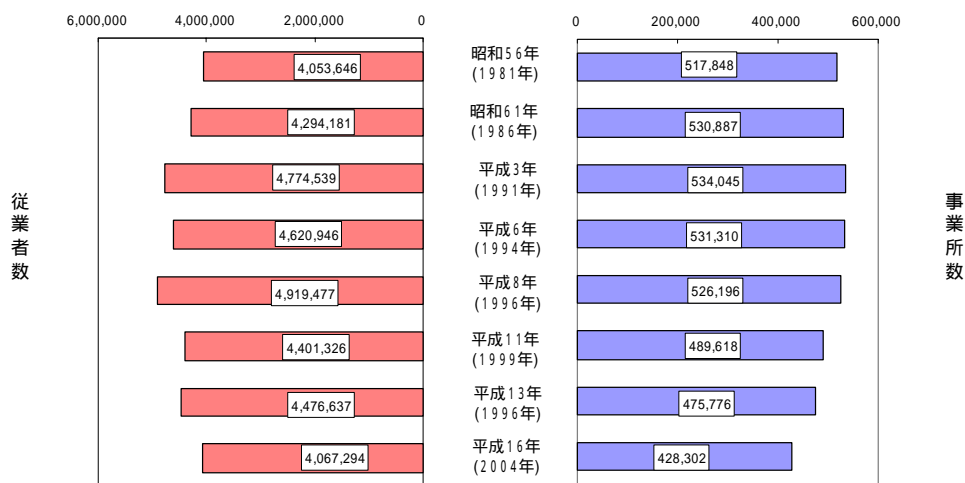 6,000,000 4,000,000 2,000,000 0 0 200,000 400,000 600,000
4,053,646 昭和56年 517,848
(1981年)
4,294,181 昭和61年 530,887
(1986年)
4,774,539 平成3年 534,045
(1991年)
従業者数
事業所数
4,620,946 平成6年 531,310
(1994年)
4,919,477 平成8年 526,196
(1996年)
4,401,326 平成11年 489,618
(1999年)
4,476,637 平成13年 475,776
(1996年)
4,067,294 平成16年 428,302
(2004年)